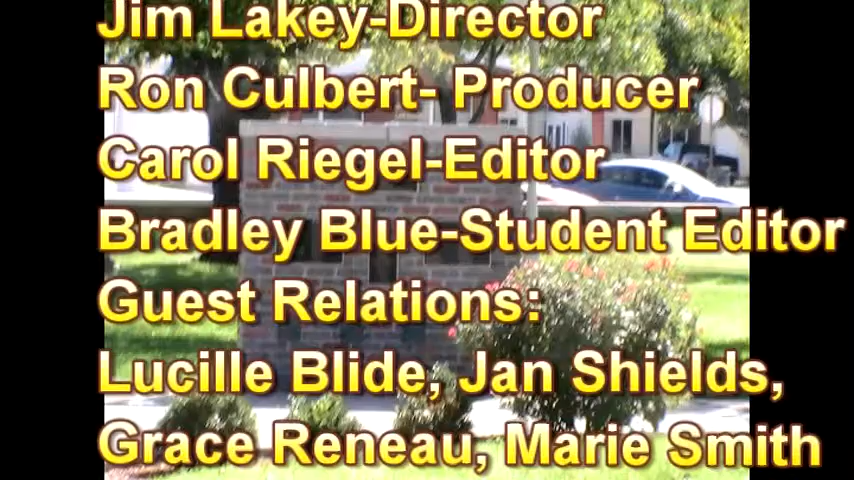 Jim Lakey-Director
Ron Culbert- Producer
Carol Riegel-Editor
Bradley Blue-Student Editor
Guest Relations:
Lucille Blide, Jan Shields,
Grace Reneau, Marie Smith